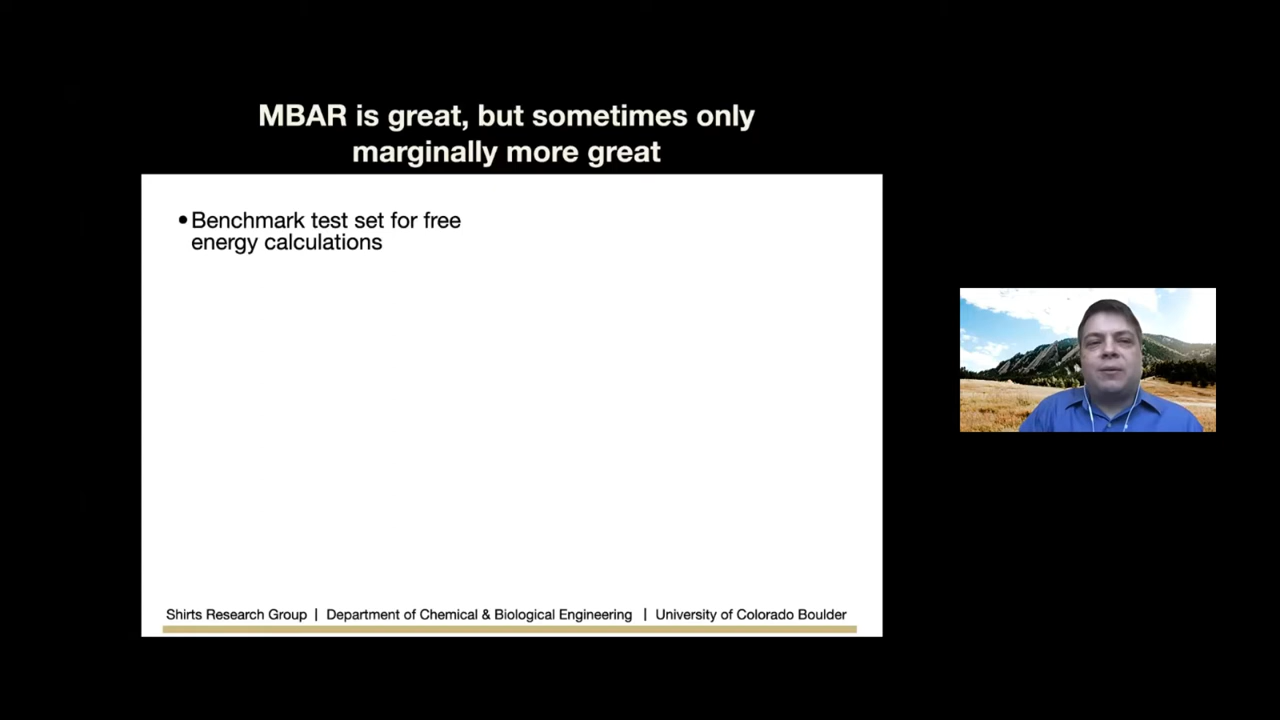 MBAR is great, but sometimes only
marginally more great
•Benchmark test set for free
energy calculations
Shirts Research Group | Department of Chemical & Biological Engineering | University of Colorado Boulder